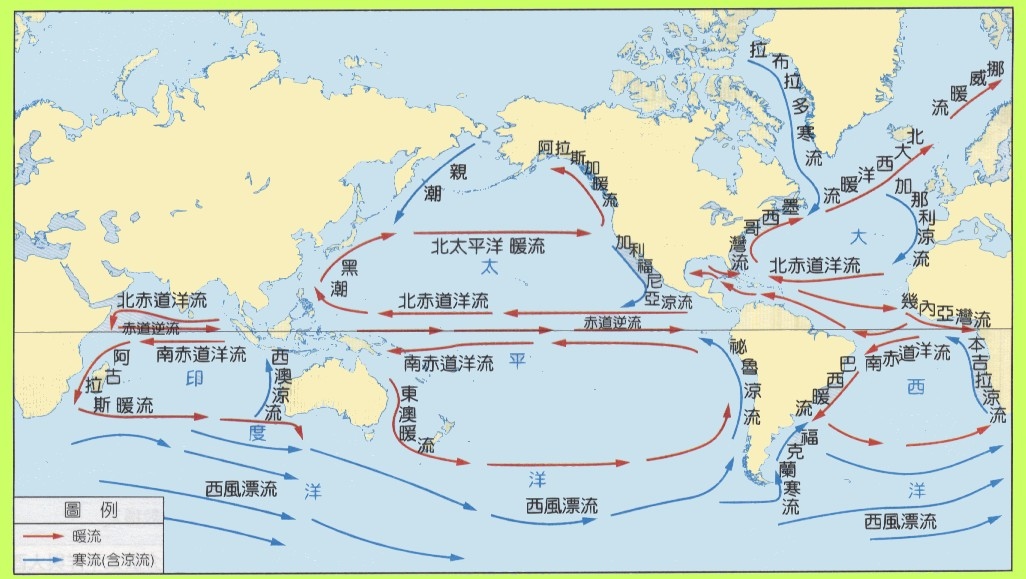 拉布拉多寒流
挪威暖流
北大西洋暖流
阿拉斯加暖流
親潮
墨西哥灣流
加那利涼流
大
北太平洋 暖流
加利福尼亞涼流
太
黑潮
北赤道洋流
北赤道洋流
北赤道洋流
幾內亞灣流
赤道逆流
赤道逆流
南赤道洋流
南赤道洋流
南赤道洋流
平
祕魯涼流
本吉拉涼流
阿古拉斯暖流
印
西澳涼流
東澳暖流
巴西暖流
西
度
福克蘭寒流
洋
洋
洋
西風漂流
西風漂流
西風漂流
圖 例
暖流
寒流(含涼流)